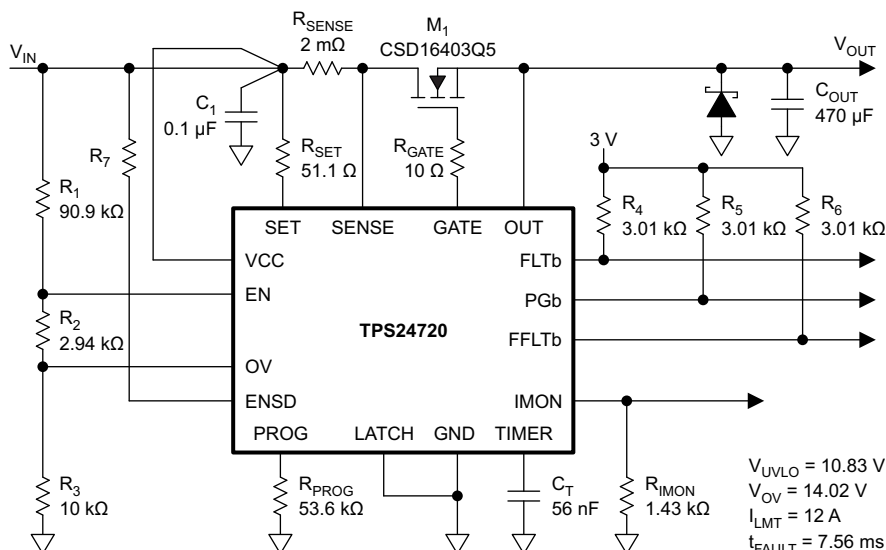 R_SENSE
2 mΩ
M_1
CSD16403Q5
V_IN
V_OUT
C_1
0.1 µF
R_SET
51.1 Ω
R_GATE
10 Ω
C_OUT
470 µF
R_7
3 V
R_1
90.9 kΩ
R_4
3.01 kΩ
R_5
3.01 kΩ
R_6
3.01 kΩ
SET
SENSE
GATE
OUT
VCC
FLTb
EN
PGb
TPS24720
R_2
2.94 kΩ
FFLTb
OV
ENSD
IMON
PROG
LATCH
GND
TIMER
R_3
10 kΩ
R_PROG
53.6 kΩ
C_T
56 nF
R_IMON
1.43 kΩ
V_UVLO = 10.83 V
V_OV = 14.02 V
I_LMT = 12 A
t_FAULT = 7.56 ms